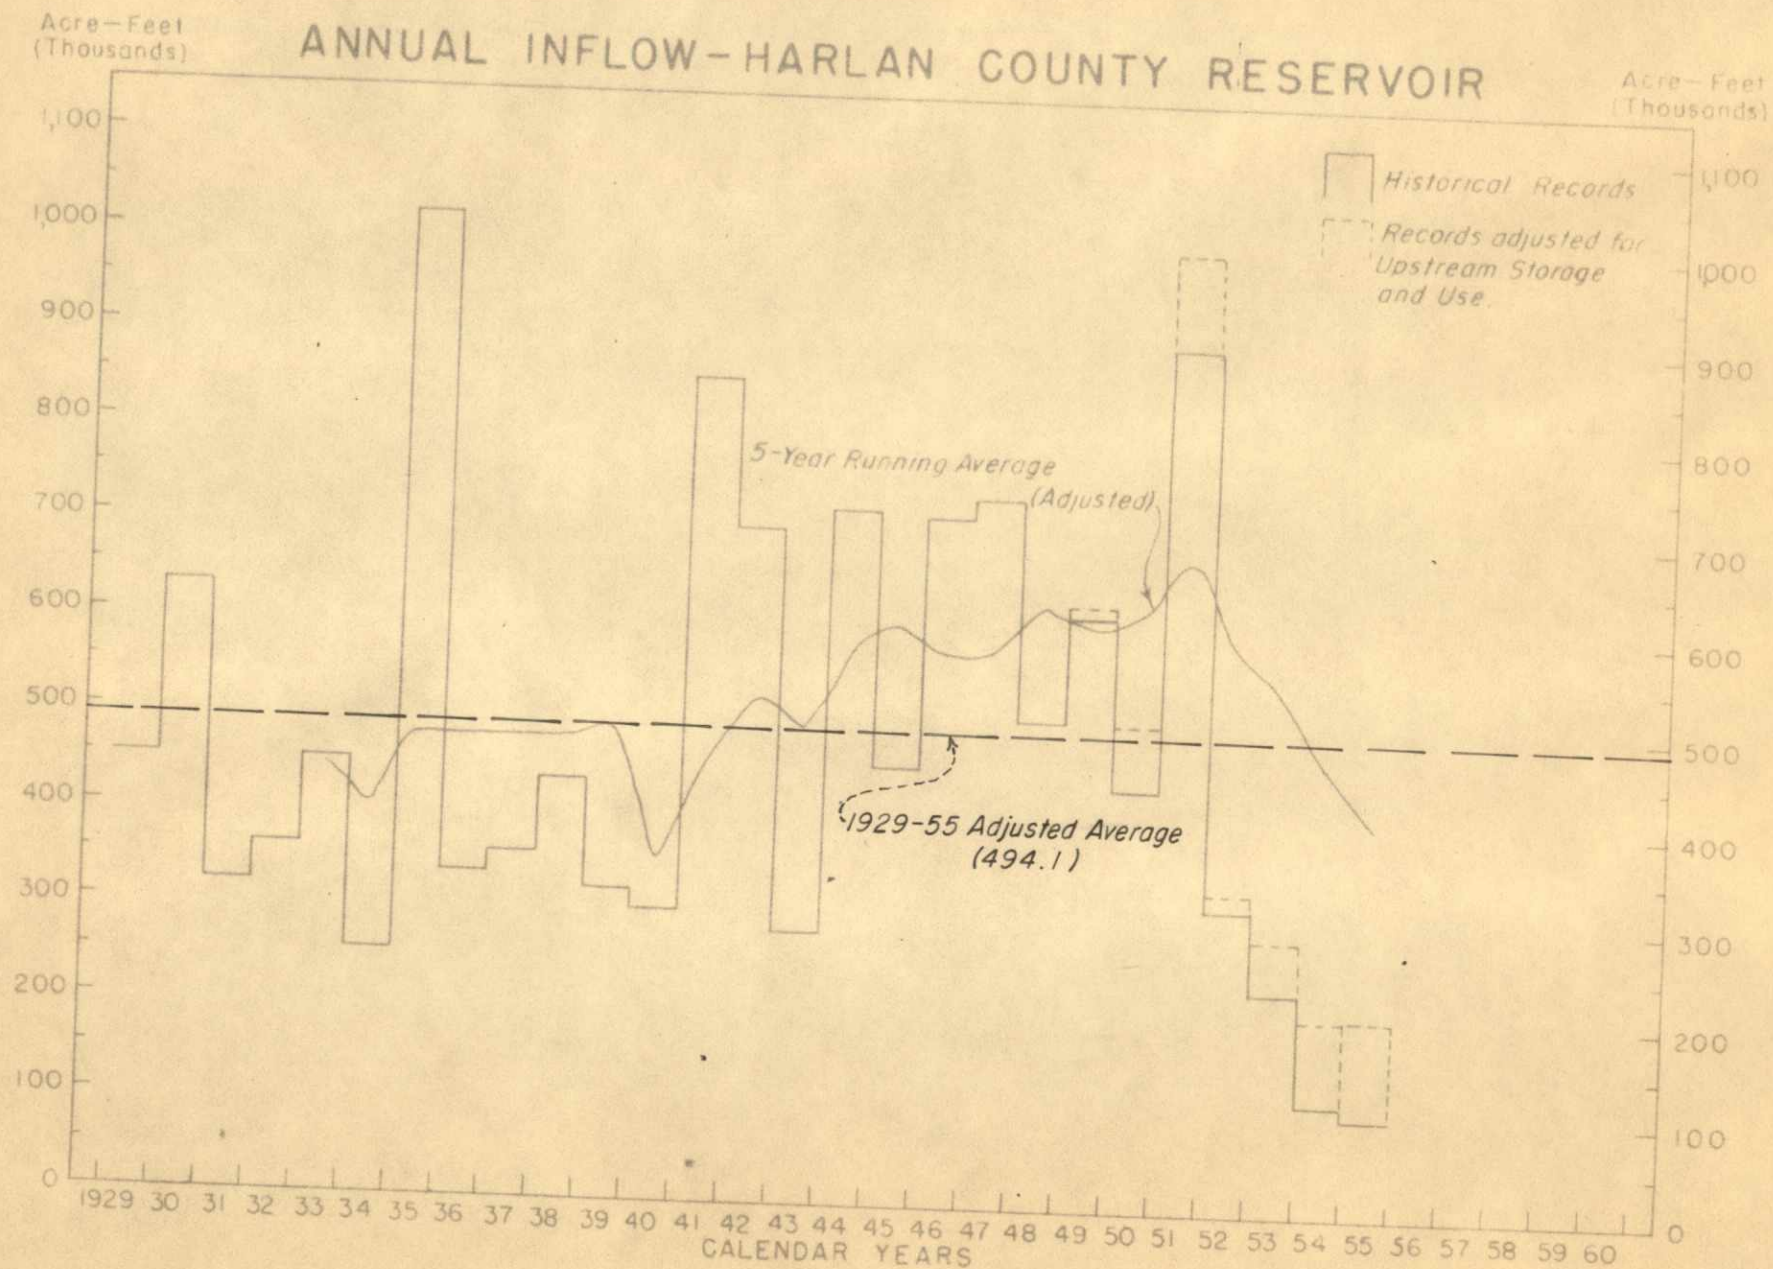 Acre-Feet
(Thousands)
ANNUAL INFLOW-HARLAN COUNTY RESERVOIR
Acre-Feet
(Thousands)
1,100
1,000
900
800
700
600
500
400
300
200
100
0
Historical Records
Records adjusted for
Upstream Storage
and Use.
5-Year Running Average
(Adjusted)
1929-55 Adjusted Average
(494.1)
1,100
1,000
900
800
700
600
500
400
300
200
100
0
1929 30 31 32 33 34 35 36 37 38 39 40 41 42 43 44 45 46 47 48 49 50 51 52 53 54 55 56 57 58 59 60
CALENDAR YEARS